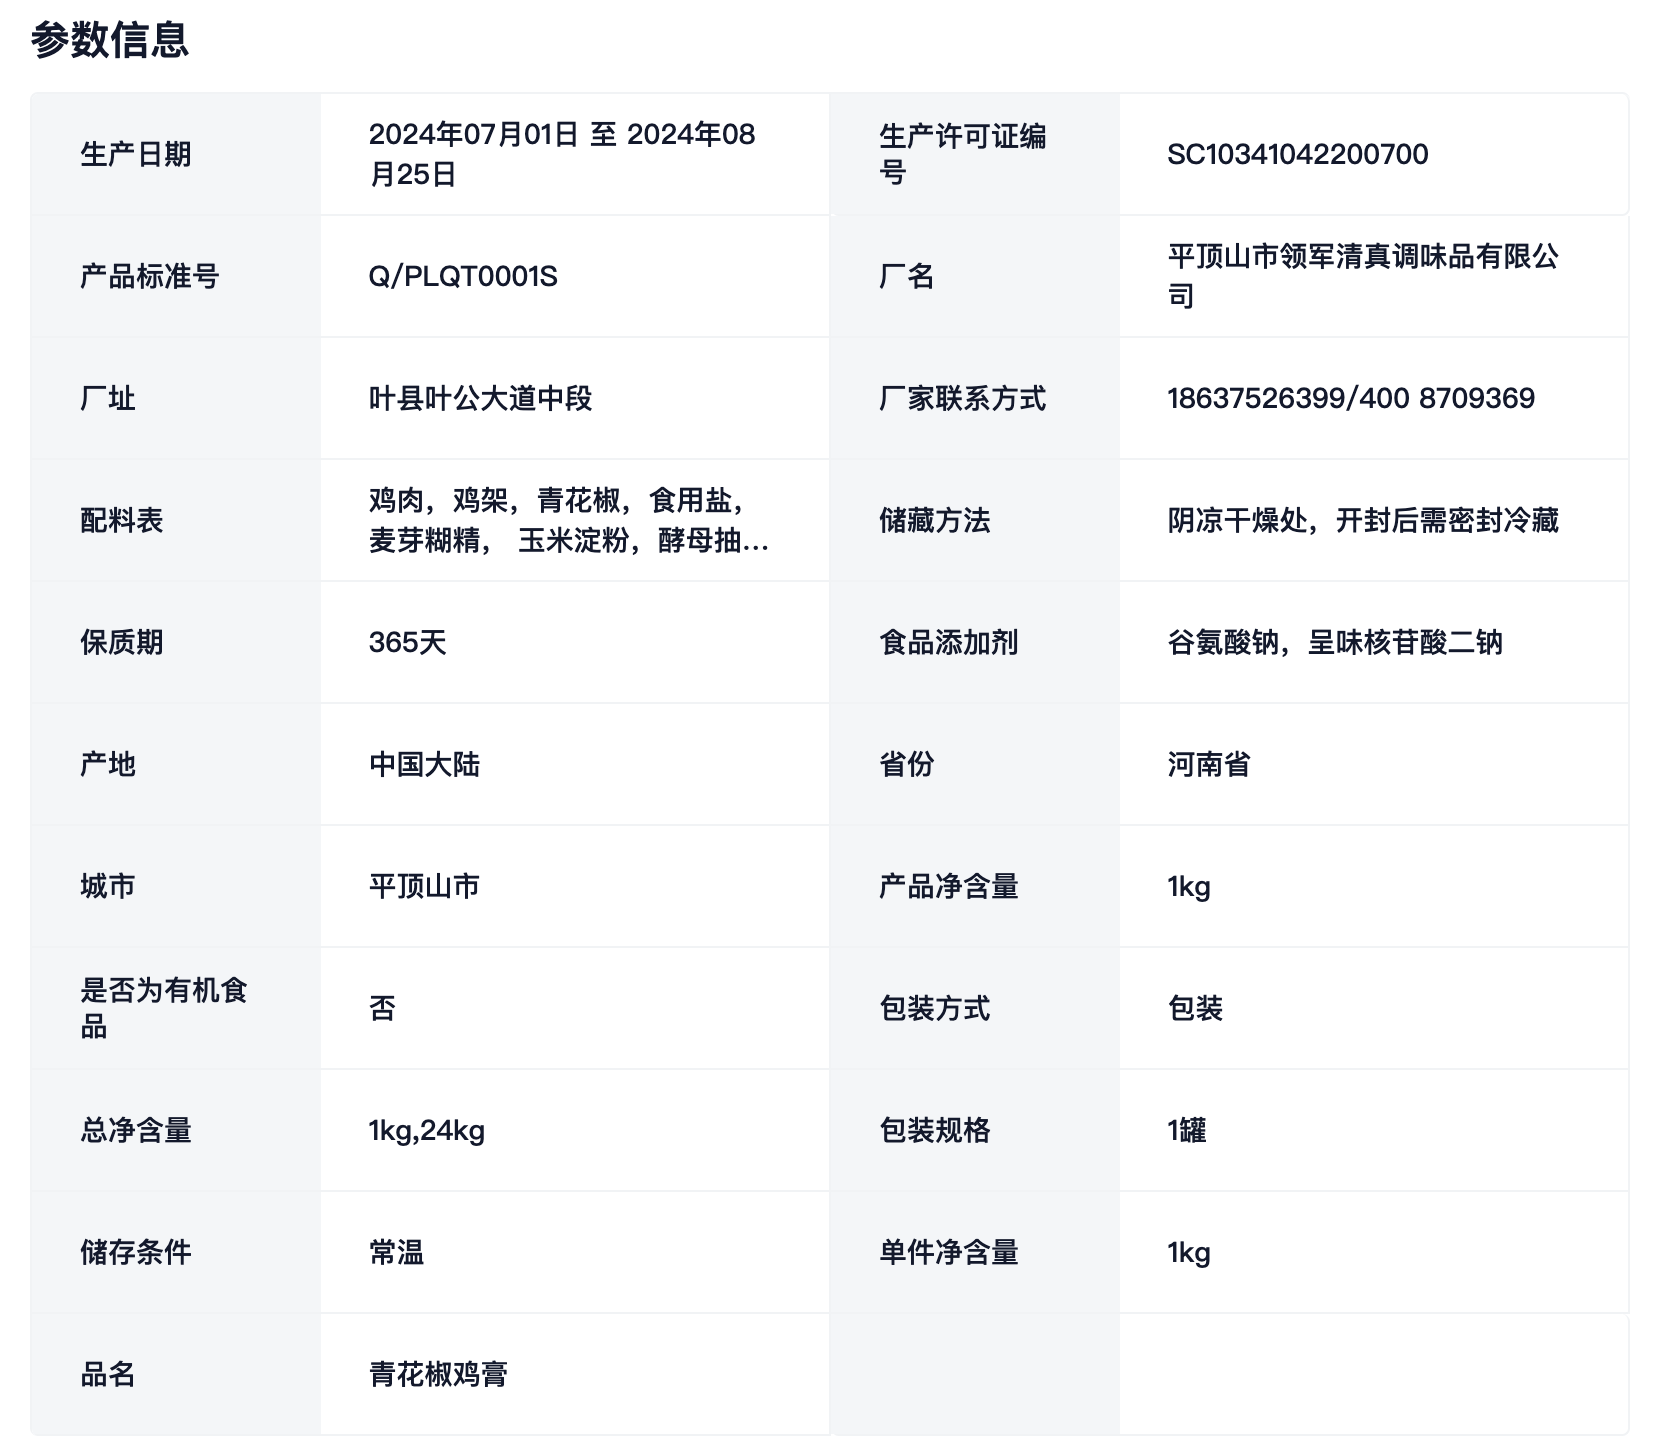 参数信息
生产日期
2024年07月01日 至 2024年08
月25日
生产许可证编
号
SC10341042200700
产品标准号
Q/PLQT0001S
厂名
平顶山市领军清真调味品有限公
司
厂址
叶县叶公大道中段
厂家联系方式
18637526399/400 8709369
配料表
鸡肉，鸡架，青花椒，食用盐，
麦芽糊精， 玉米淀粉，酵母抽...
储藏方法
阴凉干燥处，开封后需密封冷藏
保质期
365天
食品添加剂
谷氨酸钠，呈味核苷酸二钠
产地
中国大陆
省份
河南省
城市
平顶山市
产品净含量
1kg
是否为有机食
品
否
包装方式
包装
总净含量
1kg,24kg
包装规格
1罐
储存条件
常温
单件净含量
1kg
品名
青花椒鸡膏